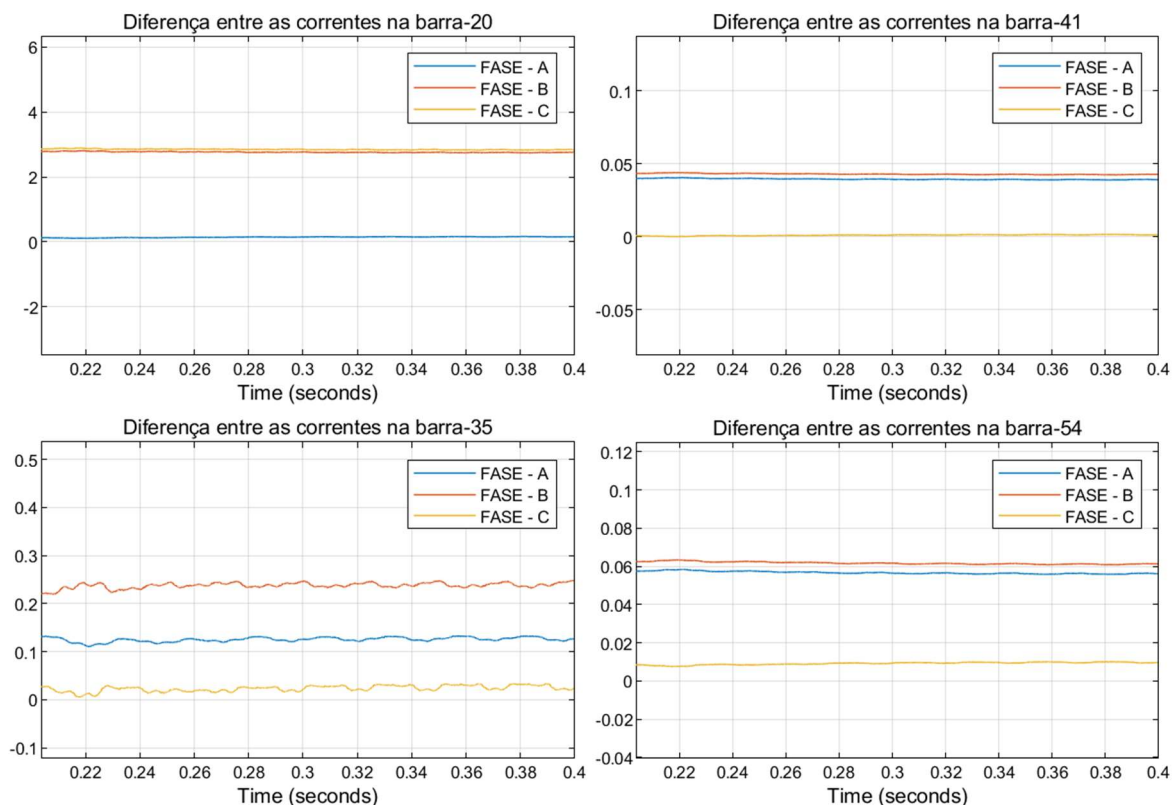 Diferença entre as correntes na barra-20
6
4
2
0
-2
FASE - A
FASE - B
FASE - C
0.22 0.24 0.26 0.28 0.3 0.32 0.34 0.36 0.38 0.4
Time (seconds)
Diferença entre as correntes na barra-41
0.1
0.05
0
-0.05
FASE - A
FASE - B
FASE - C
0.22 0.24 0.26 0.28 0.3 0.32 0.34 0.36 0.38 0.4
Time (seconds)
Diferença entre as correntes na barra-35
0.5
0.4
0.3
0.2
0.1
0
-0.1
FASE - A
FASE - B
FASE - C
0.22 0.24 0.26 0.28 0.3 0.32 0.34 0.36 0.38 0.4
Time (seconds)
Diferença entre as correntes na barra-54
0.12
0.1
0.08
0.06
0.04
0.02
0
-0.02
-0.04
FASE - A
FASE - B
FASE - C
0.22 0.24 0.26 0.28 0.3 0.32 0.34 0.36 0.38 0.4
Time (seconds)